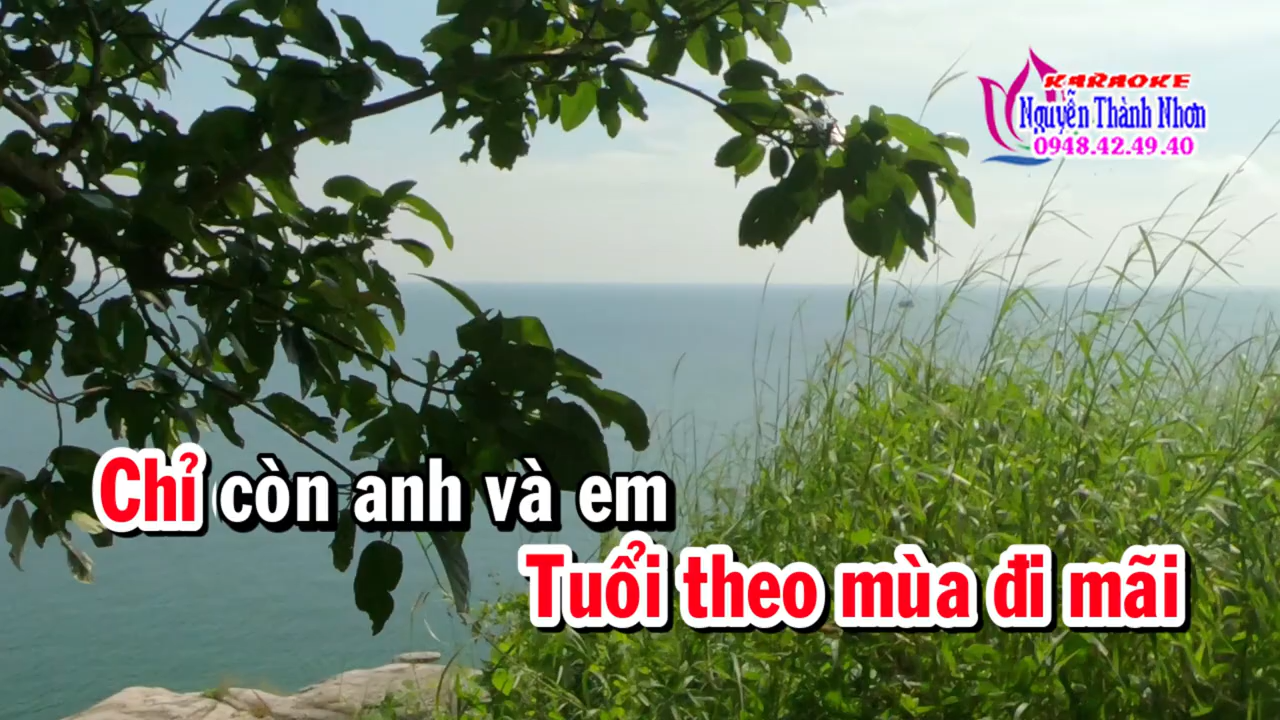 KARAOKE
Nguyễn Thành Nhơn
0948.42.49.40
Chỉ còn anh và em
Tuổi theo mùa đi mãi